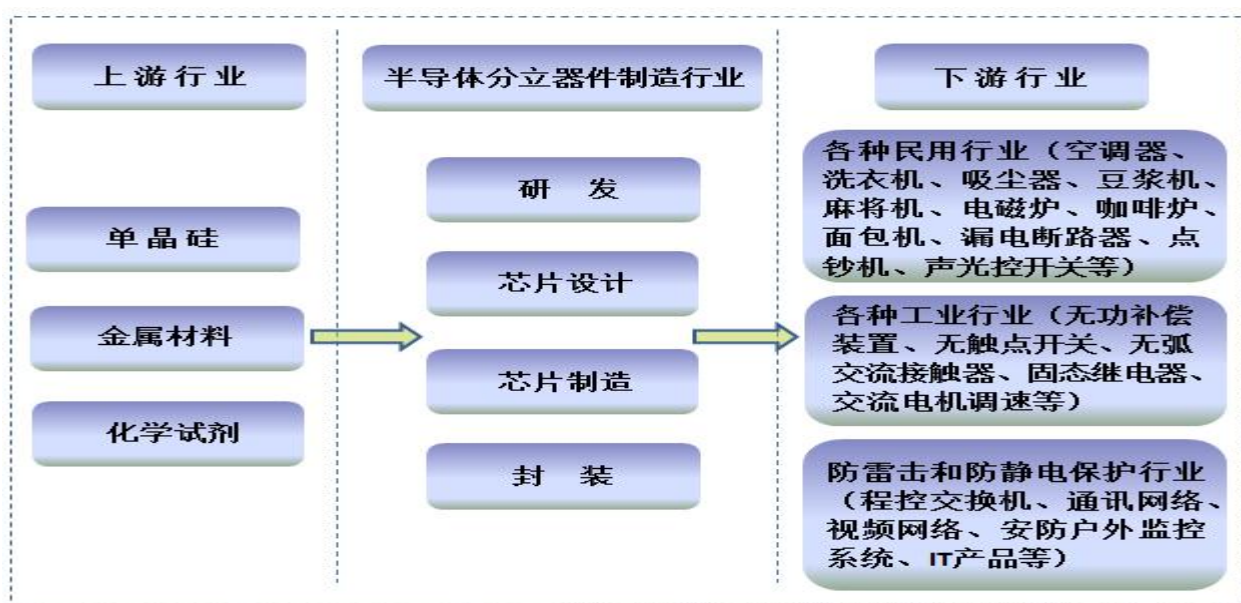 上游行业
单晶硅
金属材料
化学试剂
半导体分立器件制造行业
研 发
芯片设计
芯片制造
封 装
下游行业
各种民用行业（空调器、
洗衣机、吸尘器、豆浆机、
麻将机、电磁炉、咖啡炉、
面包机、漏电断路器、点
钞机、声光控开关等）
各种工业行业（无功补偿
装置、无触点开关、无弧
交流接触器、固态继电器、
交流电机调速等）
防雷击和防静电保护行业
（程控交换机、通讯网络、
视频网络、安防户外监控
系统、IT产品等）